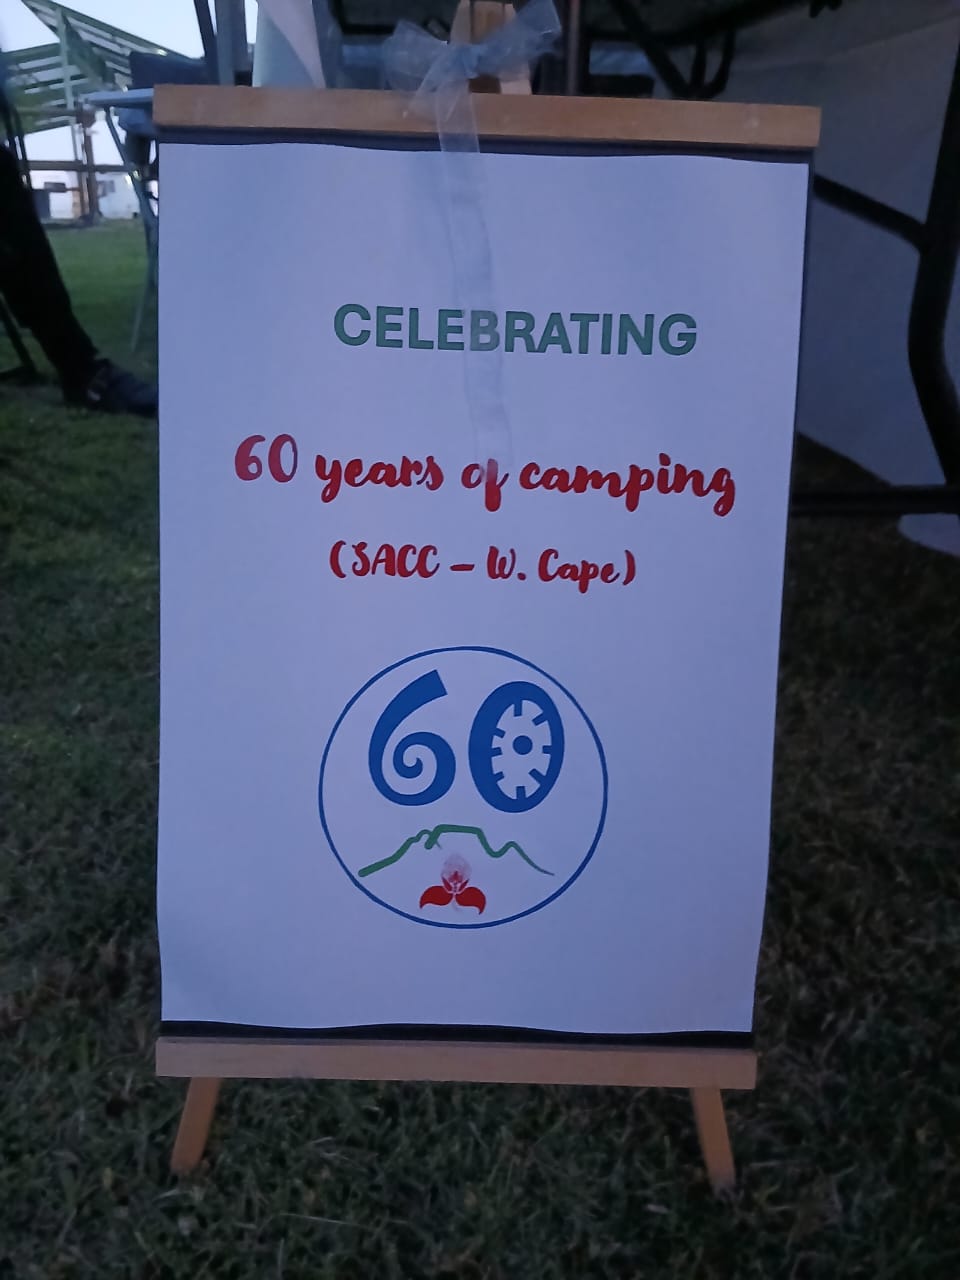 CELEBRATING
60 years of camping
(SACC - W. Cape)
60